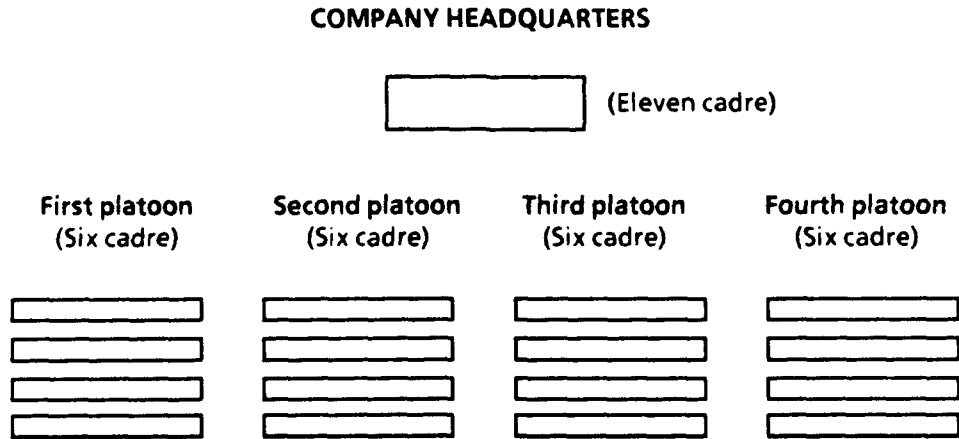 COMPANY HEADQUARTERS
(Eleven cadre)
First platoon
(Six cadre)
Second platoon
(Six cadre)
Third platoon
(Six cadre)
Fourth platoon
(Six cadre)